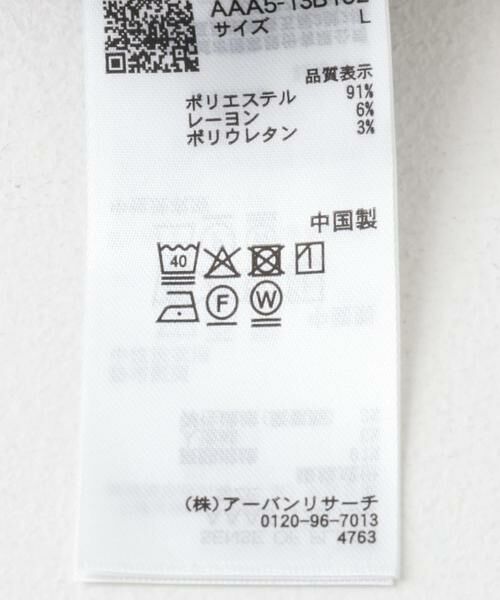 サイズ L
品質表示
ポリエステル 91%
レーヨン 6%
ポリウレタン 3%
中国製
40
F W
(株)アーバンリサーチ
0120-96-7013
4763